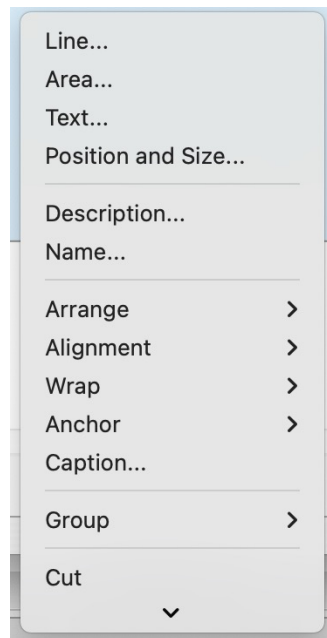 Line...
Area...
Text...
Position and Size...
Description...
Name...
Arrange
Alignment
Wrap
Anchor
Caption...
Group
Cut